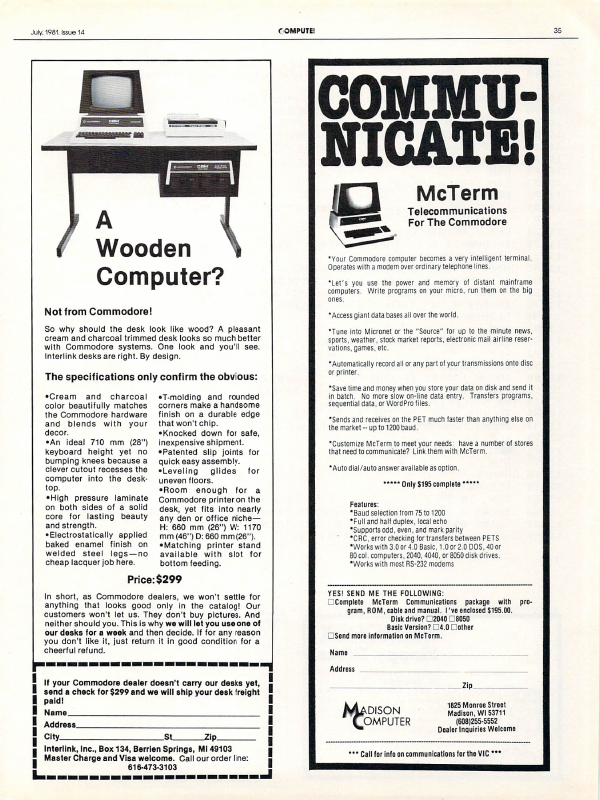 July, 1981. Issue 14
COMPUTE!
35
A
Wooden
Computer?
Not from Commodore!
So why should the desk look like wood? A pleasant
cream and charcoal trimmed desk looks so much better
with Commodore systems. One look and you'll see.
Interlink desks are right. By design.
The specifications only confirm the obvious:
•Cream and charcoal
color beautifully matches
the Commodore hardware
and blends with your
decor.
•An ideal 710 mm (28")
keyboard height yet no
bumping knees because a
clever cutout recesses the
computer into the desk-
top.
•High pressure laminate
on both sides of a solid
core for lasting beauty
and strength.
•Electrostatically applied
baked enamel finish on
welded steel legs—no
cheap lacquer job here.
•T-molding and rounded
corners make a handsome
finish on a durable edge
that won't chip.
•Knocked down for safe,
inexpensive shipment.
•Patented slip joints for
quick easy assembly.
•Leveling glides for
uneven floors.
•Room enough for a
Commodore printer on the
desk, yet fits into nearly
any den or office niche—
H: 660 mm (26") W: 1170
mm (46") D: 660 mm (26").
•Matching printer stand
available with slot for
bottom feeding.
Price: $299
In short, as Commodore dealers, we won't settle for
anything that looks good only in the catalog! Our
customers won't let us. They don't buy pictures. And
neither should you. This is why we will let you use one of
our desks for a week and then decide. If for any reason
you don't like it, just return it in good condition for a
cheerful refund.
If your Commodore dealer doesn't carry our desks yet,
send a check for $299 and we will ship your desk freight
paid!
Name
Address
City St Zip
Interlink, Inc., Box 134, Berrien Springs, MI 49103
Master Charge and Visa welcome. Call our order line:
616-473-3103
COMMU-
NICATE!
McTerm
Telecommunications
For The Commodore
*Your Commodore computer becomes a very intelligent terminal.
Operates with a modem over ordinary telephone lines.
*Let's you use the power and memory of distant mainframe
computers. Write programs on your micro, run them on the big
ones.
*Access giant data bases all over the world.
*Tune into Micronet or the "Source" for up to the minute news,
sports, weather, stock market reports, electronic mail airline reser-
vations, games, etc.
*Automatically record all or any part of your transmissions onto disc
or printer.
*Save time and money when you store your data on disk and send it
in batch. No more slow on-line data entry. Transfers programs,
sequential data, or WordPro files.
*Sends and receives on the PET much faster than anything else on
the market -- up to 1200 baud.
*Customize McTerm to meet your needs: have a number of stores
that need to communicate? Link them with McTerm.
*Auto dial/auto answer available as option.
***** Only $195 complete *****
Features:
*Baud selection from 75 to 1200
*Full and half duplex, local echo
*Supports odd, even, and mark parity
*CRC, error checking for transfers between PETS
*Works with 3.0 or 4.0 Basic, 1.0 or 2.0 DOS, 40 or
80 col. computers, 2040, 4040, or 8050 disk drives.
*Works with most RS-232 modems
YES! SEND ME THE FOLLOWING:
☐Complete McTerm Communications package with pro-
gram, ROM, cable and manual. I've enclosed $195.00.
Disk drive? ☐2040 ☐8050
Basic Version? ☐4.0 ☐other
☐Send more information on McTerm.
Name
Address
Zip
MADISON
COMPUTER
1825 Monroe Street
Madison, WI 53711
(608)255-5552
Dealer Inquiries Welcome
*** Call for info on communications for the VIC ***